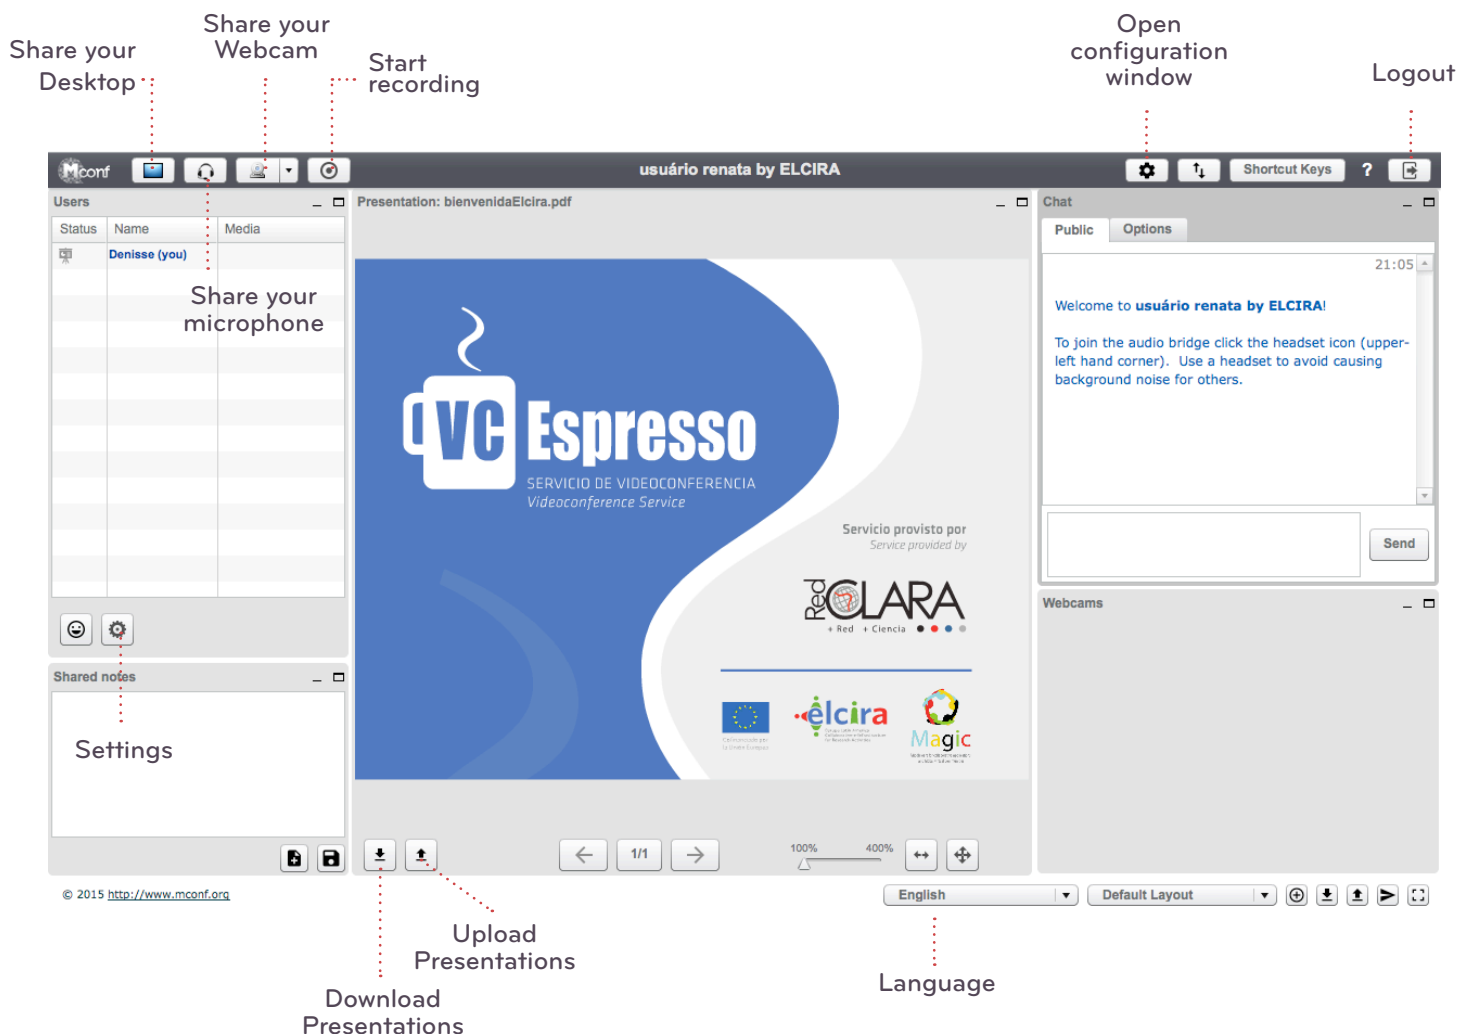 Share your
Desktop
Share your
Webcam
Start
recording
Open
configuration
window
Logout
Mconf
usuário renata by ELCIRA
Shortcut Keys
?
Users
Status Name Media
Denisse (you)
Share your
microphone
Settings
Shared notes
Presentation: bienvenidaElcira.pdf
VC Espresso
SERVICIO DE VIDEOCONFERENCIA
Videoconference Service
Servicio provisto por
Service provided by
Red CLARA
+ Red + Ciencia
elcira
Magic
1/1
100% 400%
Chat
Public Options
21:05
Welcome to usuário renata by ELCIRA!
To join the audio bridge click the headset icon (upper-
left hand corner). Use a headset to avoid causing
background noise for others.
Send
Webcams
© 2015 http://www.mconf.org
English
Default Layout
Upload
Presentations
Download
Presentations
Language